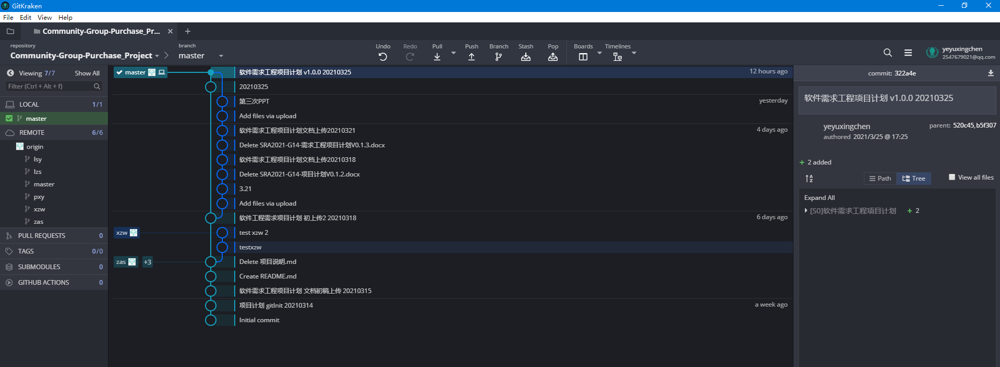 GitKraken
File Edit View Help
Community-Group-Purchase_Pr...
repository
Community-Group-Purchase_Project
branch
master
Undo
Redo
Pull
Push
Branch
Stash
Pop
Boards
Timelines
yeyuxingchen
2547679021@qq.com
Viewing 7/7 Show All
Filter (Ctrl + Alt + f)
LOCAL 1/1
master
REMOTE 6/6
origin
lsy
lzs
master
pxy
xzw
zas
PULL REQUESTS 0
TAGS 0/0
SUBMODULES 0
GITHUB ACTIONS 0
master 软件需求工程项目计划 v1.0.0 20210325 12 hours ago
20210325
第三次PPT yesterday
Add files via upload
软件需求工程项目计划文档上传20210321 4 days ago
Delete SRA2021-G14-需求工程项目计划V0.1.3.docx
软件需求工程项目计划文档上传20210318
Delete SRA2021-G14-项目计划V0.1.2.docx
3.21
Add files via upload
软件工程需求项目计划 初上传2 20210318 6 days ago
xzw test xzw 2
testxzw
zas +3 Delete 项目说明.md
Create README.md
软件需求工程项目计划 文档初稿上传 20210315
项目计划 gitInit 20210314 a week ago
Initial commit
commit: 322a4e
软件需求工程项目计划 v1.0.0 20210325
yeyuxingchen parent: 520c45,b5f307
authored 2021/3/25 @ 17:25
+ 2 added
Path Tree View all files
Expand All
[S0]软件需求工程项目计划 + 2